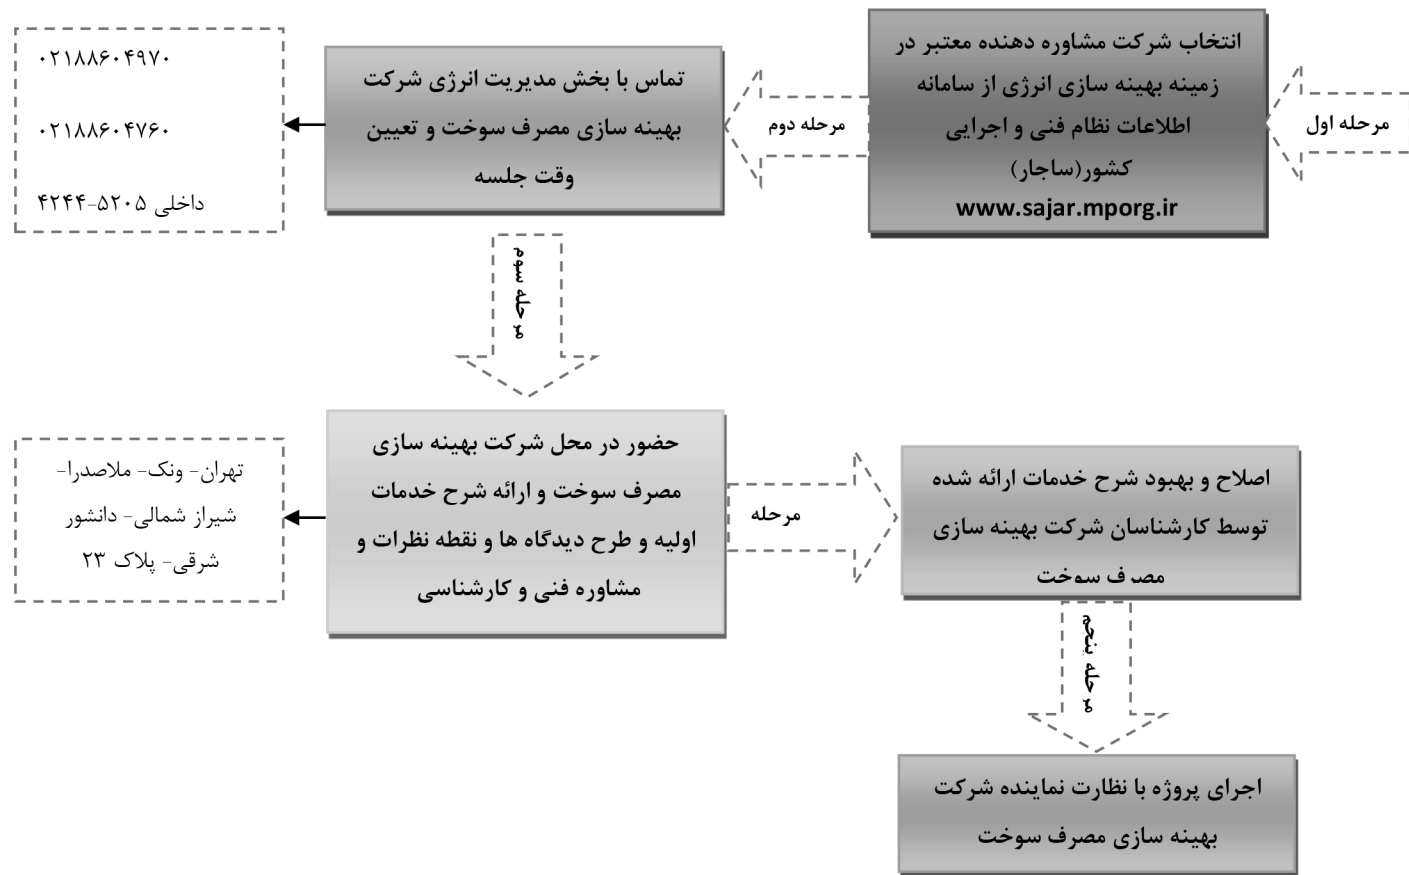 مرحله اول
انتخاب شرکت مشاوره دهنده معتبر در
زمینه بهینه سازی انرژی از سامانه
اطلاعات نظام فنی و اجرایی
کشور(ساجار)
www.sajar.mporg.ir
مرحله دوم
تماس با بخش مدیریت انرژی شرکت
بهینه سازی مصرف سوخت و تعیین
وقت جلسه
۰۲۱۸۸۶۰۴۹۷۰
۰۲۱۸۸۶۰۴۷۶۰
داخلی ۵۲۰۵-۴۲۴۴
مرحله سوم
حضور در محل شرکت بهینه سازی
مصرف سوخت و ارائه شرح خدمات
اولیه و طرح دیدگاه ها و نقطه نظرات و
مشاوره فنی و کارشناسی
تهران- ونک- ملاصدرا-
شیراز شمالی- دانشور
شرقی- پلاک ۲۳
مرحله
اصلاح و بهبود شرح خدمات ارائه شده
توسط کارشناسان شرکت بهینه سازی
مصرف سوخت
مرحله پنجم
اجرای پروژه با نظارت نماینده شرکت
بهینه سازی مصرف سوخت